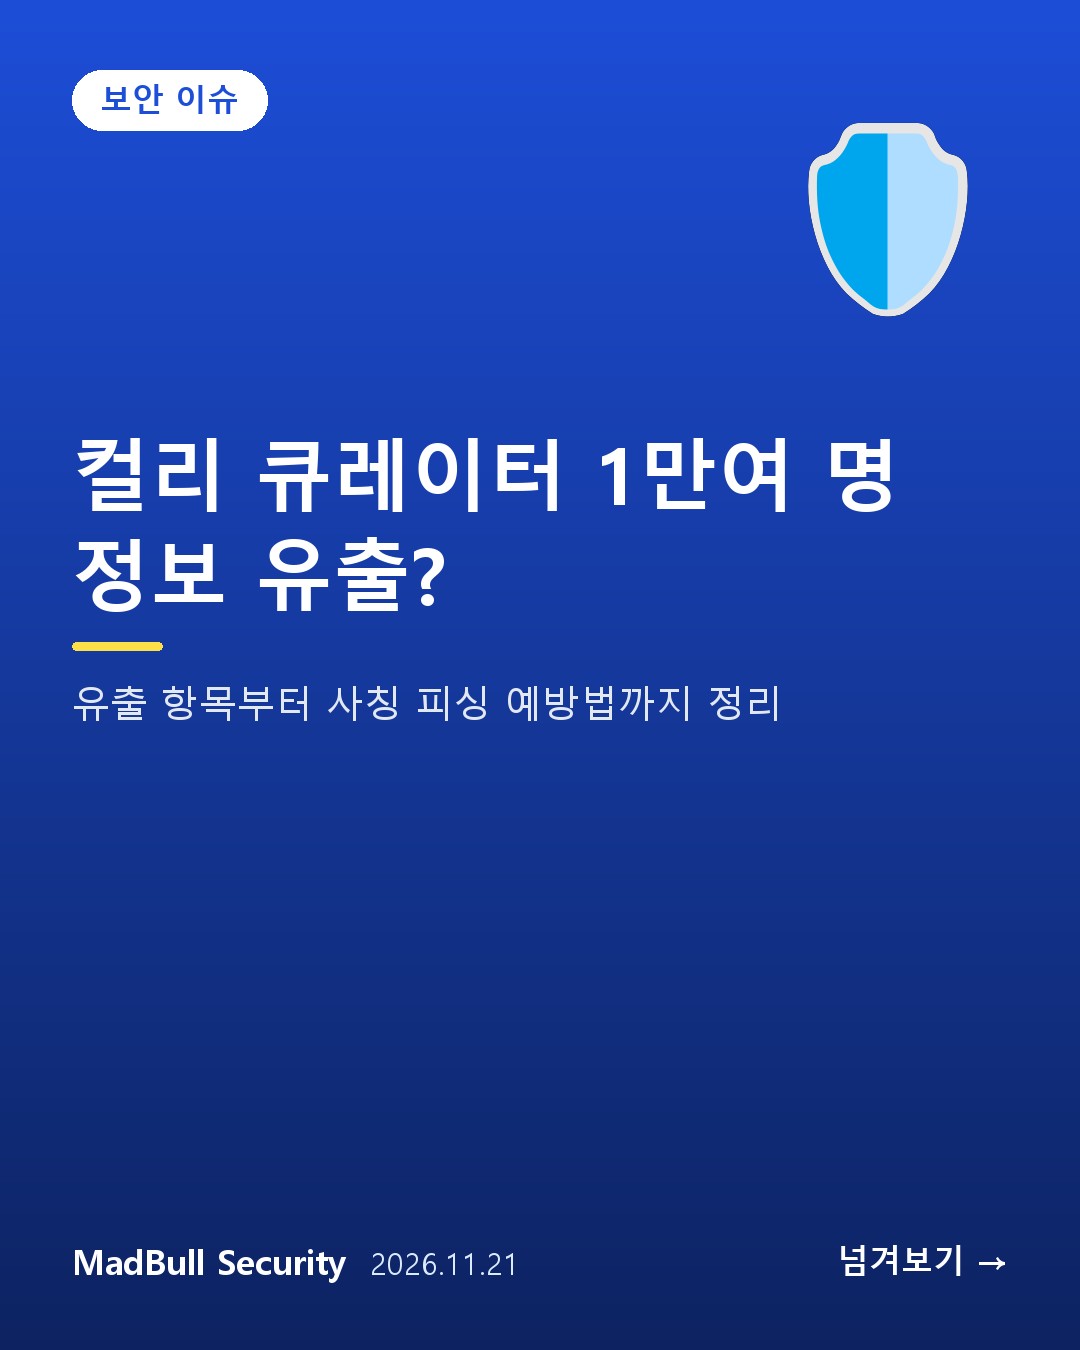 보안 이슈
컬리 큐레이터 1만여 명
정보 유출?
유출 항목부터 사칭 피싱 예방법까지 정리
MadBull Security 2026.11.21
넘겨보기 →